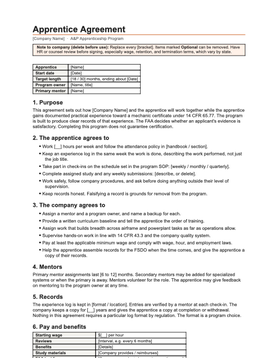 Apprentice Agreement
[Company Name] · A&P Apprenticeship Program
Note to company (delete before use): Replace every [bracket]. Items marked Optional can be removed. Have
HR or counsel review before signing, especially wage, retention, and termination terms, which vary by state.
Apprentice [Name]
Start date [Date]
Target length [18 / 30] months, ending about [Date]
Program owner [Name, title]
Primary mentor [Name]
1. Purpose
This agreement sets out how [Company Name] and the apprentice will work together while the apprentice
gains documented practical experience toward a mechanic certificate under 14 CFR 65.77. The program
is built to produce clear records of that experience. The FAA decides whether an applicant's evidence is
satisfactory. Completing this program does not guarantee certification.
2. The apprentice agrees to
• Work [__] hours per week and follow the attendance policy in [handbook / section].
• Keep an experience log in the same week the work is done, describing the work performed, not just
the job title.
• Take part in check-ins on the schedule set in the program SOP: [weekly / monthly / quarterly].
• Complete assigned study and any weekly submissions: [describe, or delete].
• Work safely, follow company procedures, and ask before doing anything outside their level of
supervision.
• Keep records honest. Falsifying a record is grounds for removal from the program.
3. The company agrees to
• Assign a mentor and a program owner, and name a backup for each.
• Provide a written curriculum baseline and tell the apprentice the order of training.
• Assign work that builds breadth across airframe and powerplant tasks as far as operations allow.
• Supervise hands-on work in line with 14 CFR 43.3 and the company quality system.
• Pay at least the applicable minimum wage and comply with wage, hour, and employment laws.
• Help the apprentice assemble records for the FSDO when the time comes, and give the apprentice a
copy of their records.
4. Mentors
Primary mentor assignments last [6 to 12] months. Secondary mentors may be added for specialized
systems or when the primary is away. Mentors volunteer for the role. The apprentice may give feedback
on mentoring to the program owner at any time.
5. Records
The experience log is kept in [format / location]. Entries are verified by a mentor at each check-in. The
company keeps a copy for [__] years and gives the apprentice a copy at completion or withdrawal.
Nothing in this agreement requires a particular log format by regulation. The format is a program choice.
6. Pay and benefits
Starting wage $[__] per hour
Reviews [Interval, e.g. every 6 months]
Benefits [Details]
Study materials [Company provides / reimburses]